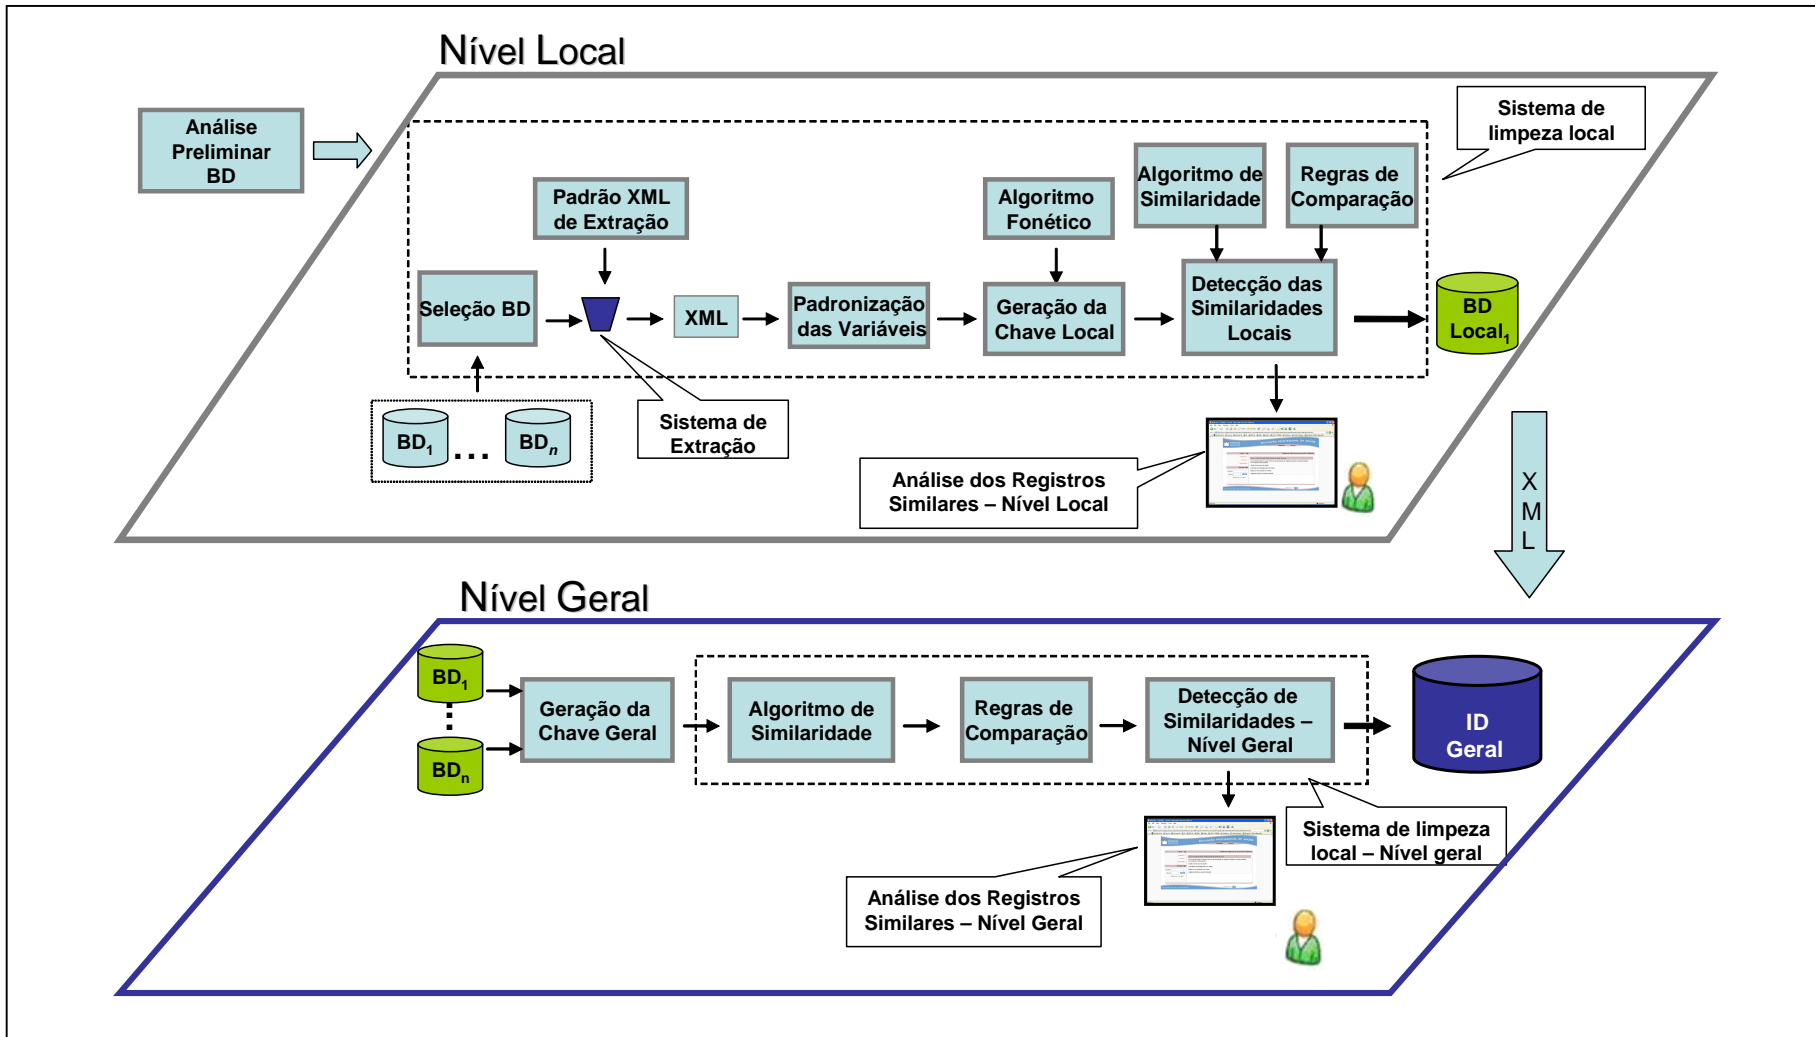 Nível Local
Análise
Preliminar
BD
Sistema de
limpeza local
Padrão XML
de Extração
Algoritmo
Fonético
Algoritmo de
Similaridade
Regras de
Comparação
Seleção BD
XML
Padronização
das Variáveis
Geração da
Chave Local
Detecção das
Similaridades
Locais
BD
Local1
BD1
...
BDn
Sistema de
Extração
Análise dos Registros
Similares – Nível Local
X
M
L
Nível Geral
BD1
BDn
Geração da
Chave Geral
Algoritmo de
Similaridade
Regras de
Comparação
Detecção de
Similaridades –
Nível Geral
ID
Geral
Sistema de limpeza
local – Nível geral
Análise dos Registros
Similares – Nível Geral